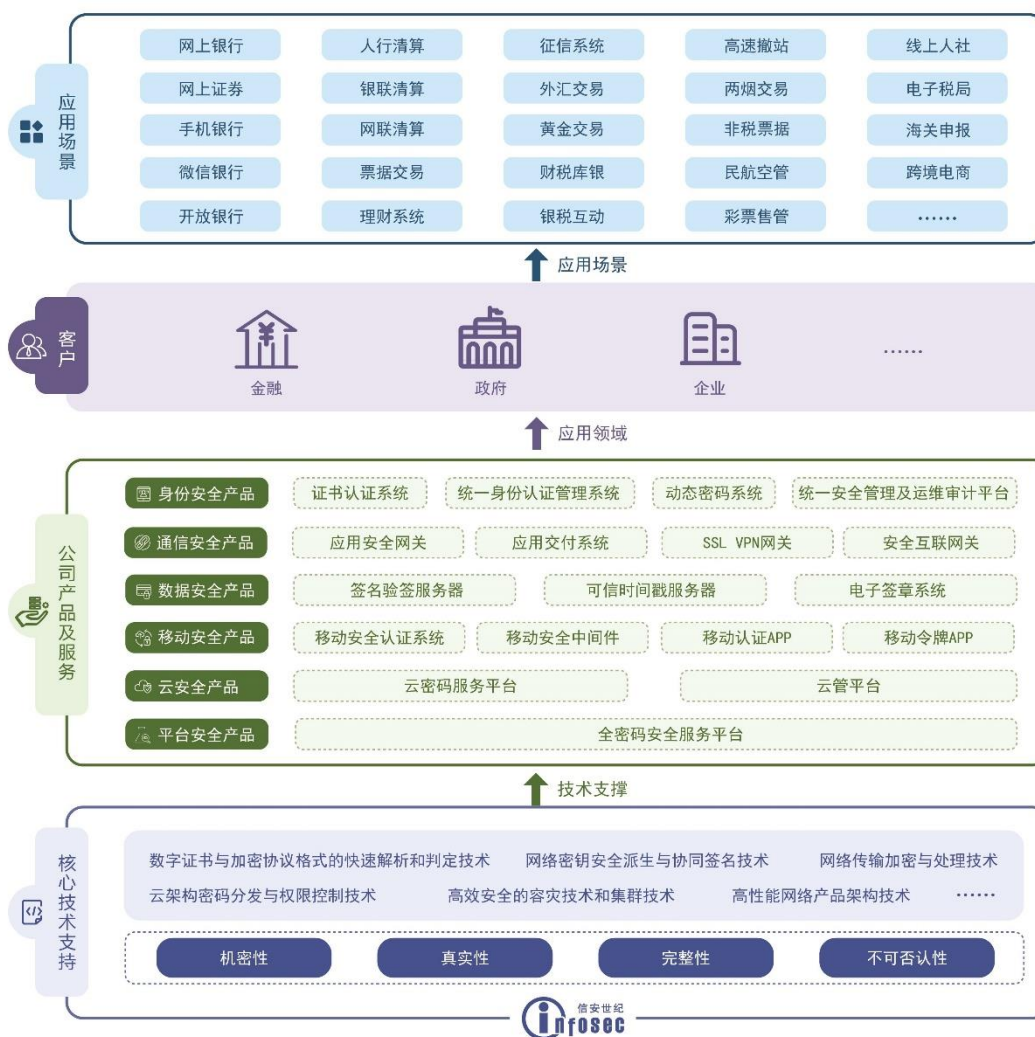 应用场景
网上银行 人行清算 征信系统 高速撤站 线上人社
网上证券 银联清算 外汇交易 两烟交易 电子税局
手机银行 网联清算 黄金交易 非税票据 海关申报
微信银行 票据交易 财税库银 民航空管 跨境电商
开放银行 理财系统 银税互动 彩票售管 ……
应用场景
客户
金融 政府 企业 ……
应用领域
公司产品及服务
身份安全产品 证书认证系统 统一身份认证管理系统 动态密码系统 统一安全管理及运维审计平台
通信安全产品 应用安全网关 应用交付系统 SSL VPN网关 安全互联网关
数据安全产品 签名验签服务器 可信时间戳服务器 电子签章系统
移动安全产品 移动安全认证系统 移动安全中间件 移动认证APP 移动令牌APP
云安全产品 云密码服务平台 云管平台
平台安全产品 全密码安全服务平台
技术支撑
核心技术支持
数字证书与加密协议格式的快速解析和判定技术 网络密钥安全派生与协同签名技术 网络传输加密与处理技术
云架构密码分发与权限控制技术 高效安全的容灾技术和集群技术 高性能网络产品架构技术 ……
机密性 真实性 完整性 不可否认性
信安世纪
infosec